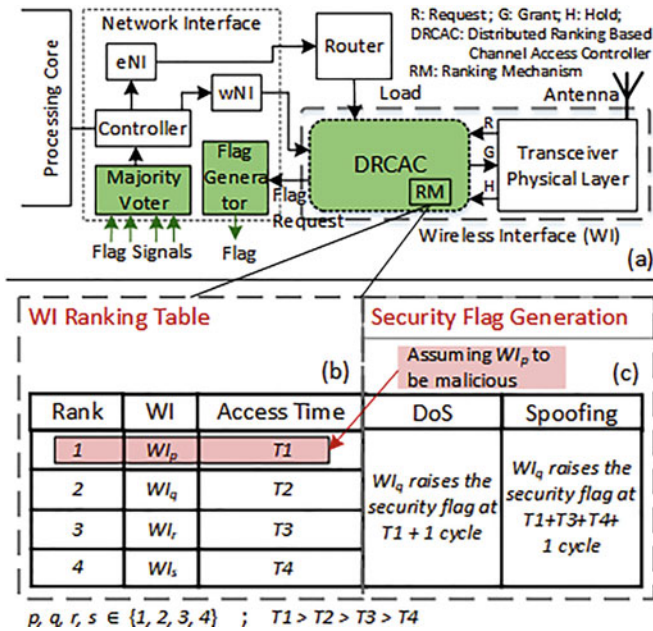 Network Interface
R: Request ; G: Grant; H: Hold;
DRCAC: Distributed Ranking Based
Channel Access Controller
RM: Ranking Mechanism
Processing Core
eNI
Router
wNI
Load
Antenna
Controller
Majority
Voter
Flag
Genera
tor
DRCAC
RM
R
G
H
Transceiver
Physical Layer
Flag
Request
Flag Signals
Flag
Wireless Interface (WI)
(a)
WI Ranking Table
Security Flag Generation
(b)
Assuming WIp to
be malicious
(c)
Rank WI Access Time DoS Spoofing
1 WIp T1
2 WIq T2
3 WIr T3
4 WIs T4
WIq raises the
security flag at
T1 + 1 cycle
WIq raises the
security flag at
T1+T3+T4+
1 cycle
p, q, r, s ∈ {1, 2, 3, 4} ; T1 > T2 > T3 > T4